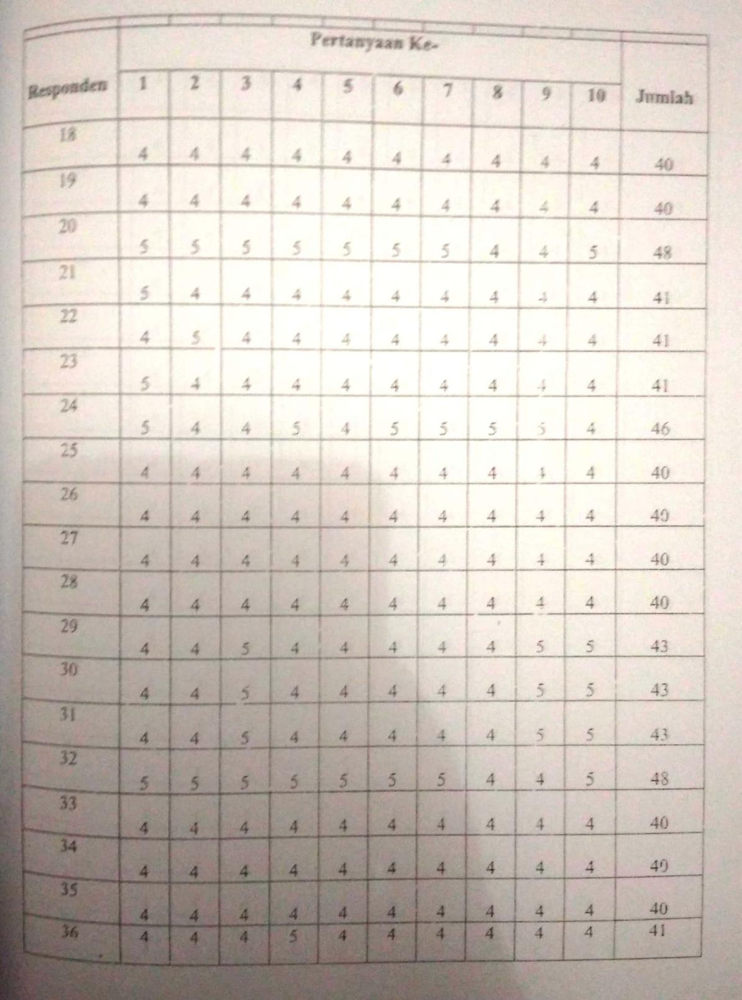 Pertanyaan Ke-
Responden 1 2 3 4 5 6 7 8 9 10 Jumlah
18 4 4 4 4 4 4 4 4 4 4 40
19 4 4 4 4 4 4 4 4 4 4 40
20 5 5 5 5 5 5 5 4 4 5 48
21 5 4 4 4 4 4 4 4 4 4 41
22 4 5 4 4 4 4 4 4 4 4 41
23 5 4 4 4 4 4 4 4 4 4 41
24 5 4 4 5 4 5 5 5 5 4 46
25 4 4 4 4 4 4 4 4 4 4 40
26 4 4 4 4 4 4 4 4 4 4 40
27 4 4 4 4 4 4 4 4 4 4 40
28 4 4 4 4 4 4 4 4 4 4 40
29 4 4 5 4 4 4 4 4 5 5 43
30 4 4 5 4 4 4 4 4 5 5 43
31 4 4 5 4 4 4 4 4 5 5 43
32 5 5 5 5 5 5 5 4 4 5 48
33 4 4 4 4 4 4 4 4 4 4 40
34 4 4 4 4 4 4 4 4 4 4 40
35 4 4 4 4 4 4 4 4 4 4 40
36 4 4 4 5 4 4 4 4 4 4 41